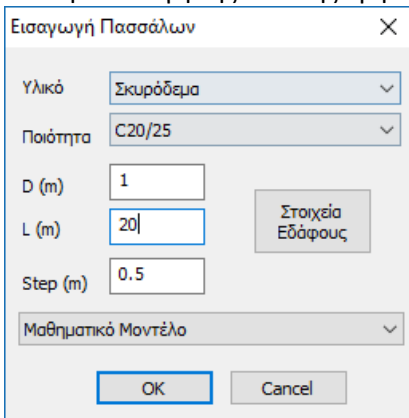 Εισαγωγή Πασσάλων
Υλικό Σκυρόδεμα
Ποιότητα C20/25
D (m) 1
L (m) 20
Στοιχεία
Εδάφους
Step (m) 0.5
Μαθηματικό Μοντέλο
OK Cancel